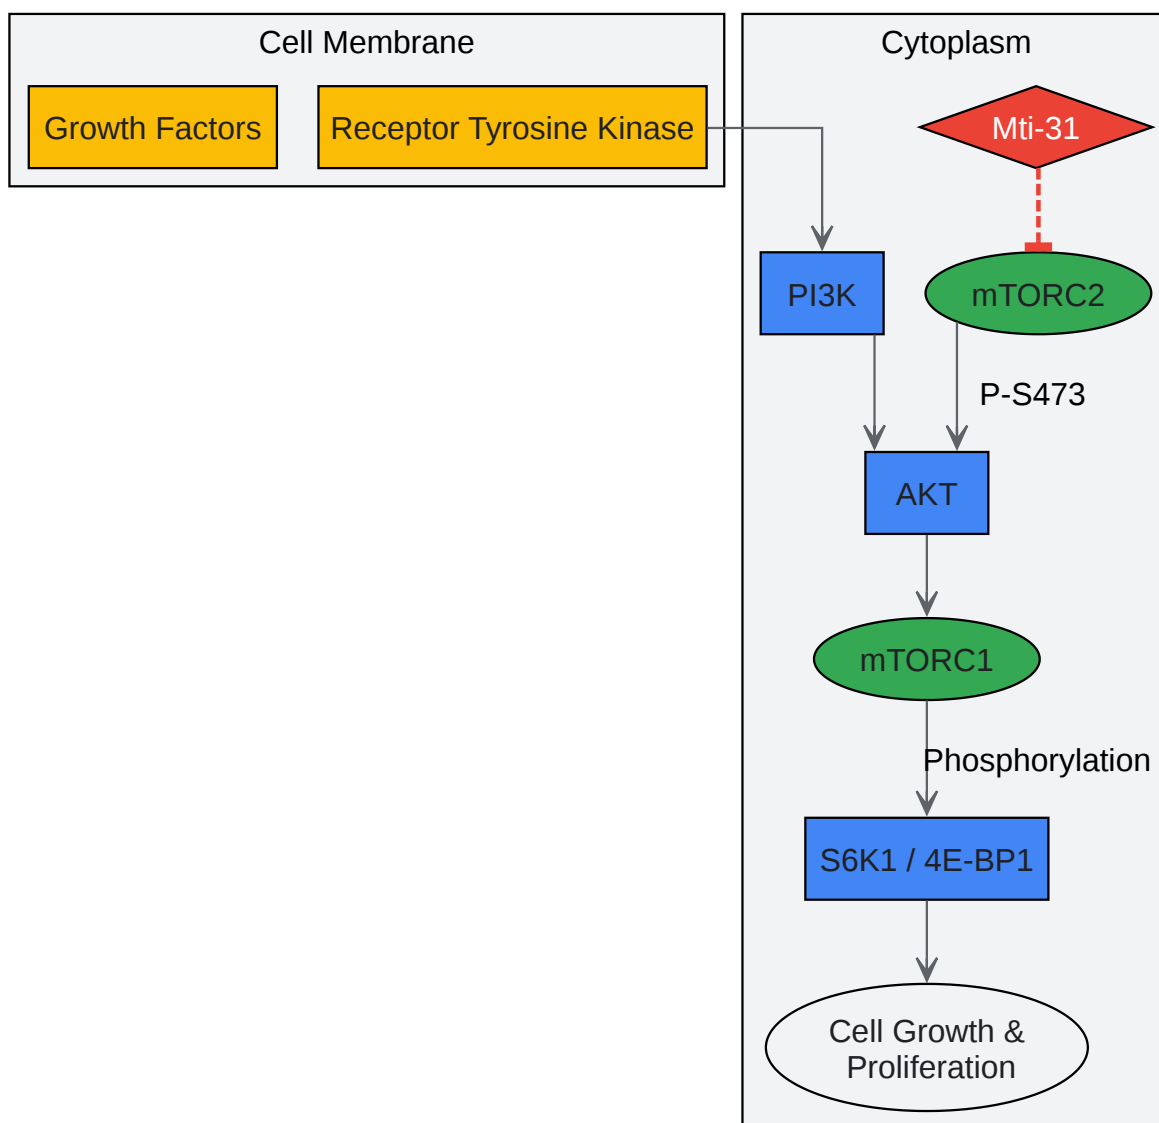 Cell Membrane
Growth Factors
Receptor Tyrosine Kinase
Cytoplasm
Mti-31
PI3K
mTORC2
P-S473
AKT
mTORC1
Phosphorylation
S6K1 / 4E-BP1
Cell Growth &
Proliferation